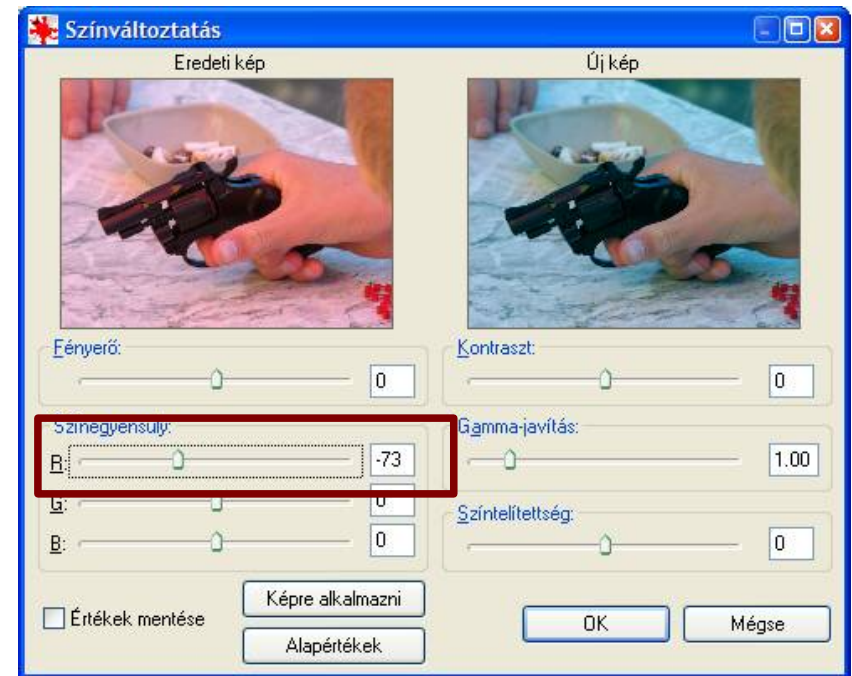 Színváltoztatás
Eredeti kép
Új kép
Fényerő:
0
Kontraszt:
0
Színegyensúly:
R:
-73
Gamma-javítás:
1.00
G:
0
Színtelítettség:
B:
0
0
Értékek mentése
Képre alkalmazni
Alapértékek
OK
Mégse